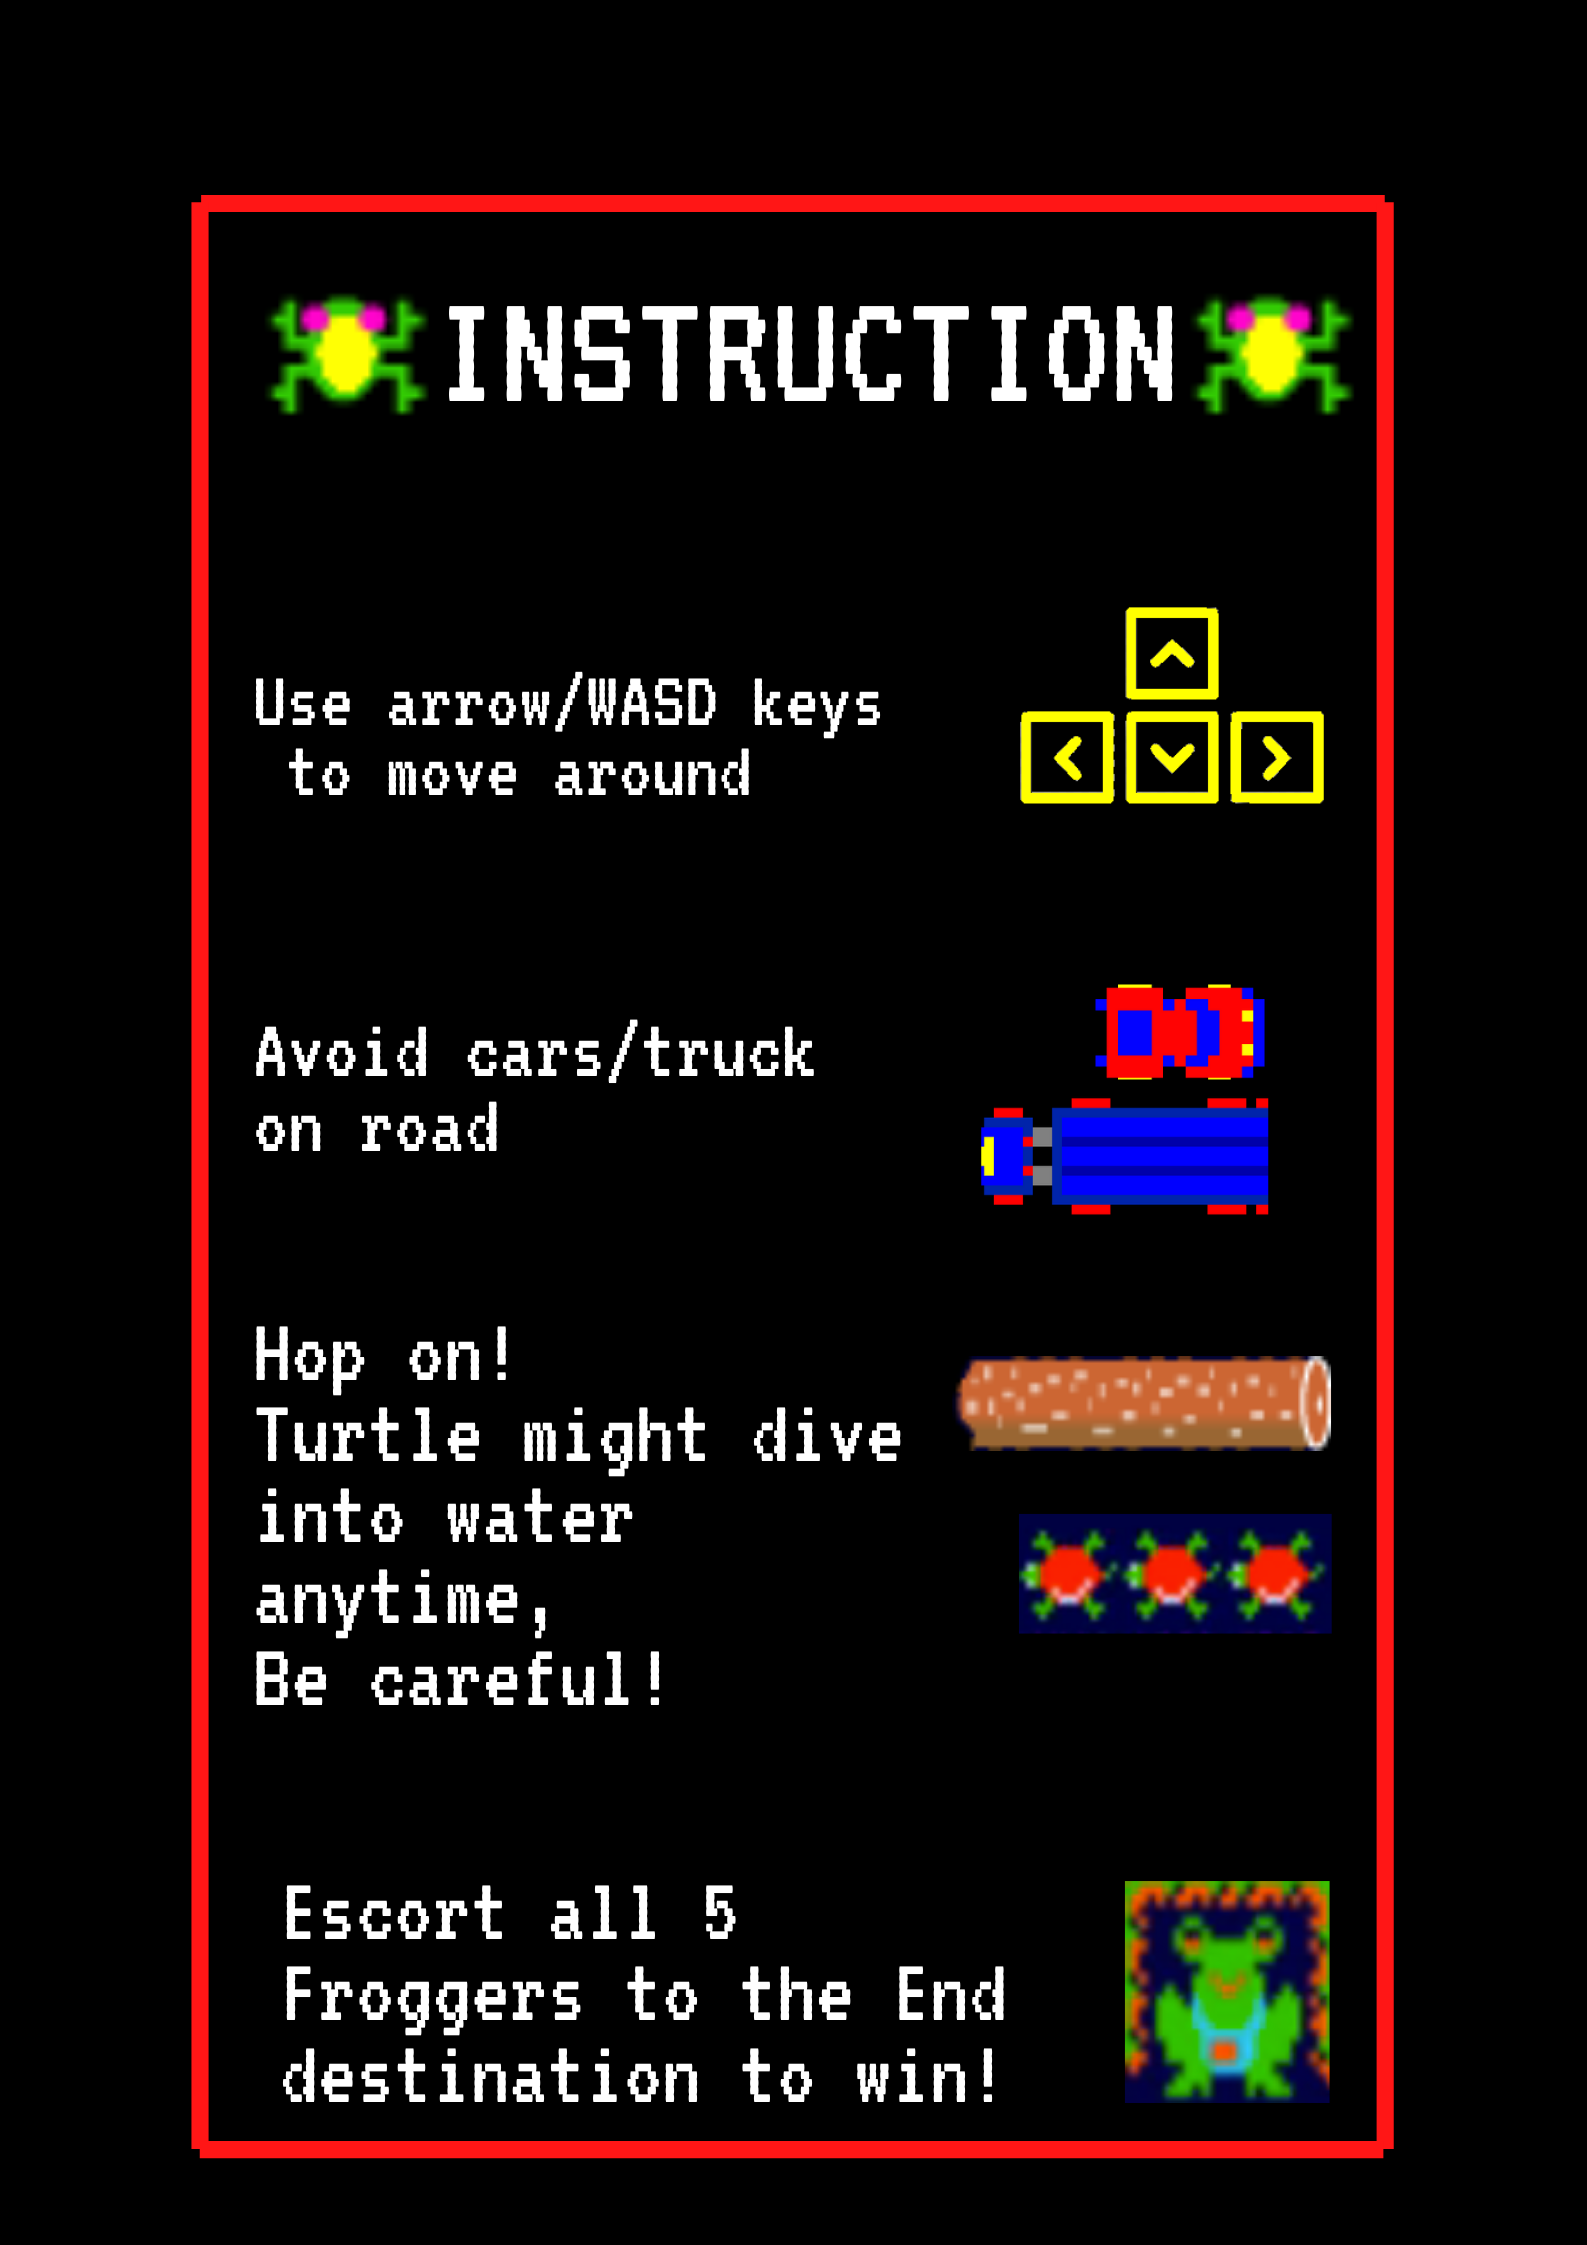 INSTRUCTION
Use arrow/WASD keys
to move around
Avoid cars/truck
on road
Hop on!
Turtle might dive
into water
anytime,
Be careful!
Escort all 5
Froggers to the End
destination to win!